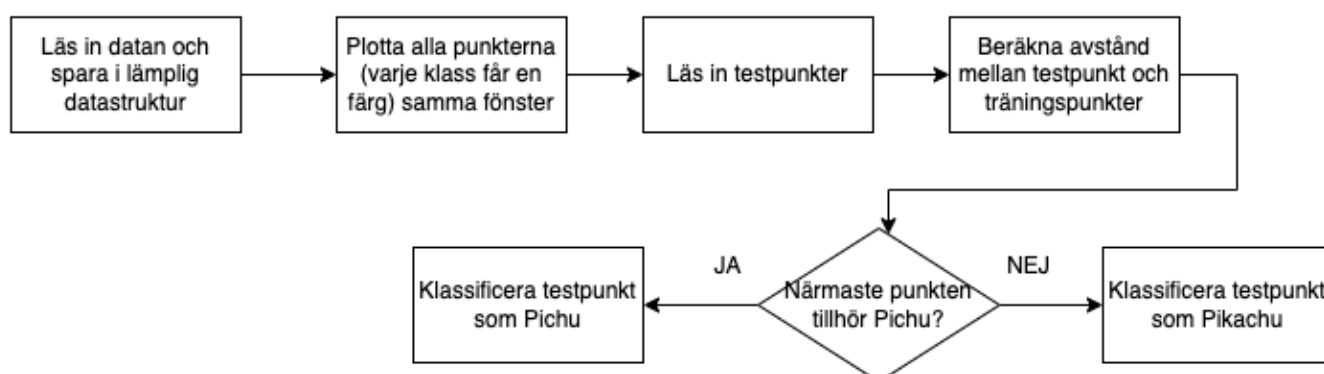 Läs in datan och
spara i lämplig
datastruktur
Plotta alla punkterna
(varje klass får en
färg) samma fönster
Läs in testpunkter
Beräkna avstånd
mellan testpunkt och
träningspunkter
JA
NEJ
Klassificera testpunkt
som Pichu
Närmaste punkten
tillhör Pichu?
Klassificera testpunkt
som Pikachu